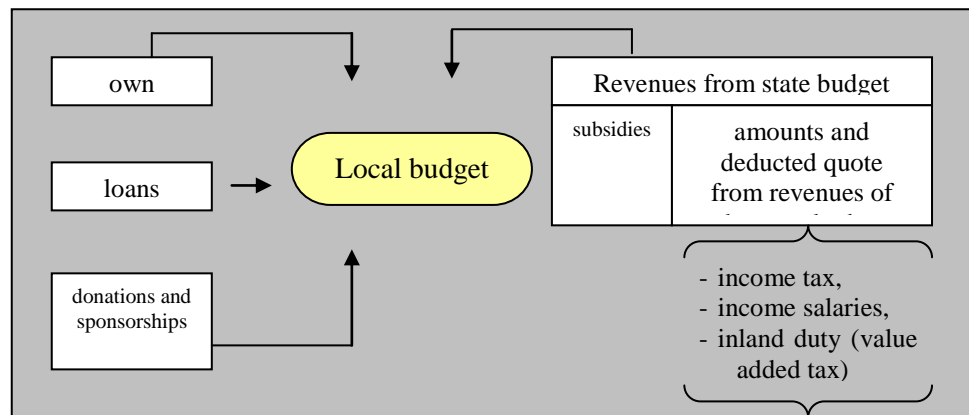 own
Revenues from state budget
subsidies
amounts and
deducted quote
from revenues of
loans
Local budget
donations and
sponsorships
- income tax,
- income salaries,
- inland duty (value
added tax)